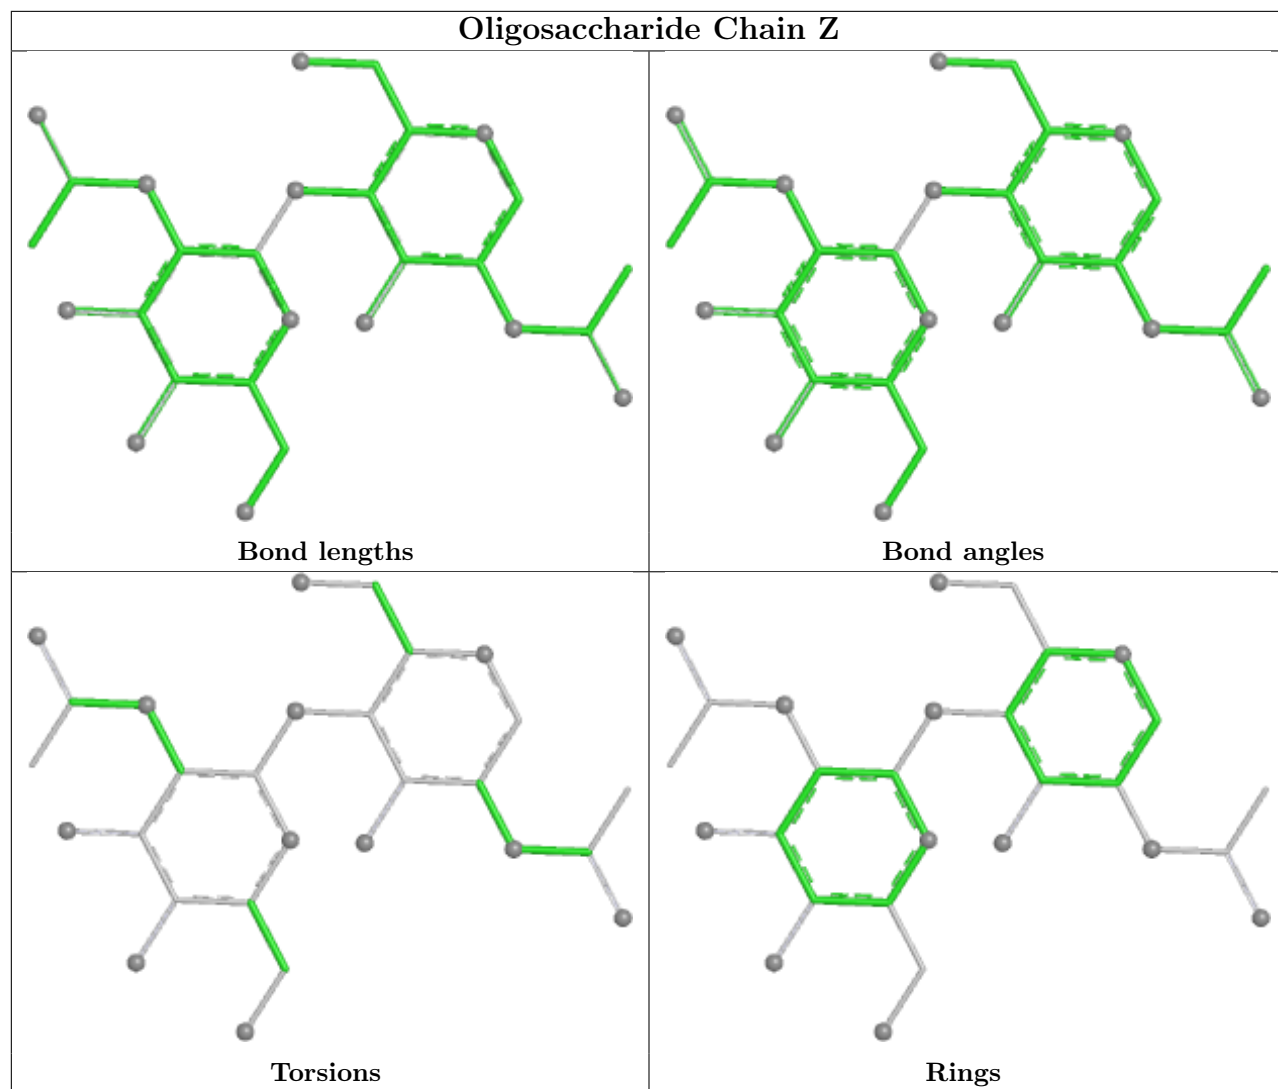 Oligosaccharide Chain Z
Bond lengths
Bond angles
Torsions
Rings